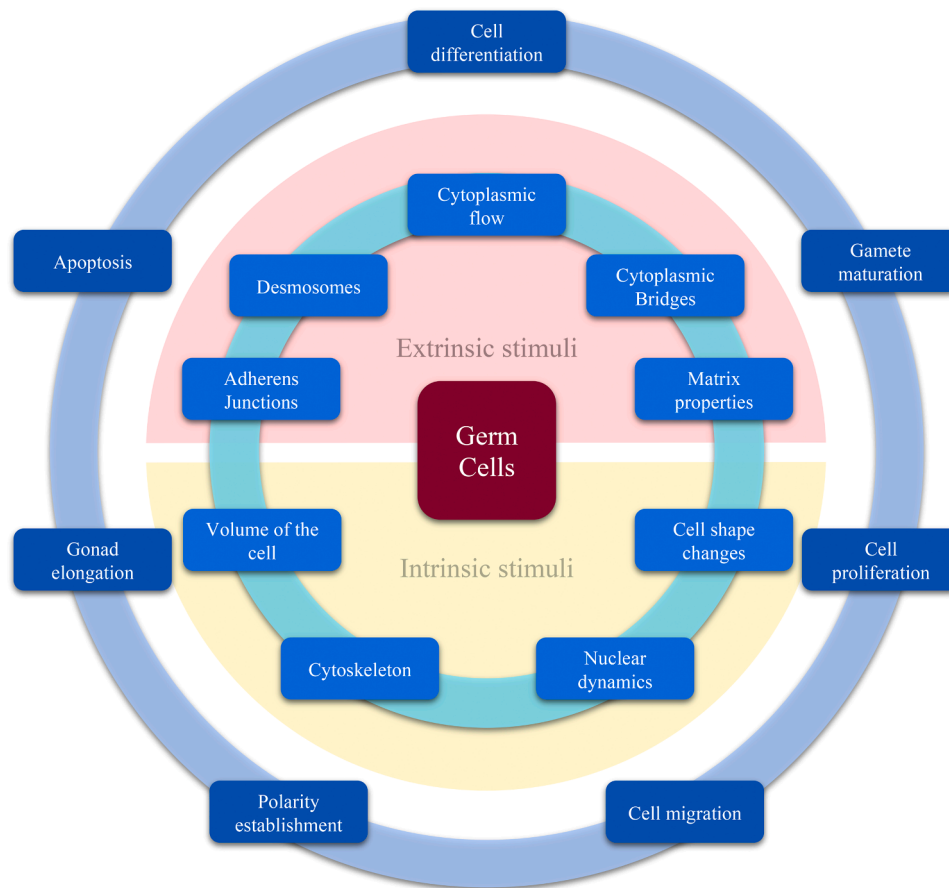 Cell
differentiation
Cytoplasmic
flow
Apoptosis
Gamete
maturation
Desmosomes
Cytoplasmic
Bridges
Extrinsic stimuli
Adherens
Junctions
Matrix
properties
Germ
Cells
Volume of the
cell
Cell shape
changes
Gonad
elongation
Cell
proliferation
Intrinsic stimuli
Cytoskeleton
Nuclear
dynamics
Polarity
establishment
Cell migration